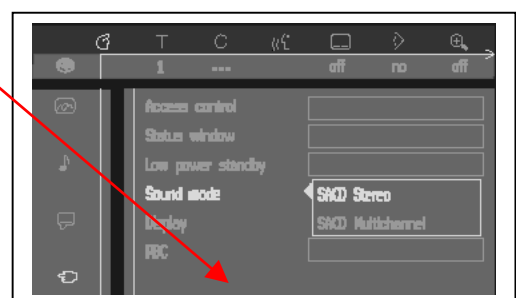 T C
1 --- off no off
Access control
Status window
Low power standby
Sound mode SACD Stereo
Display SACD Multichannel
PBC